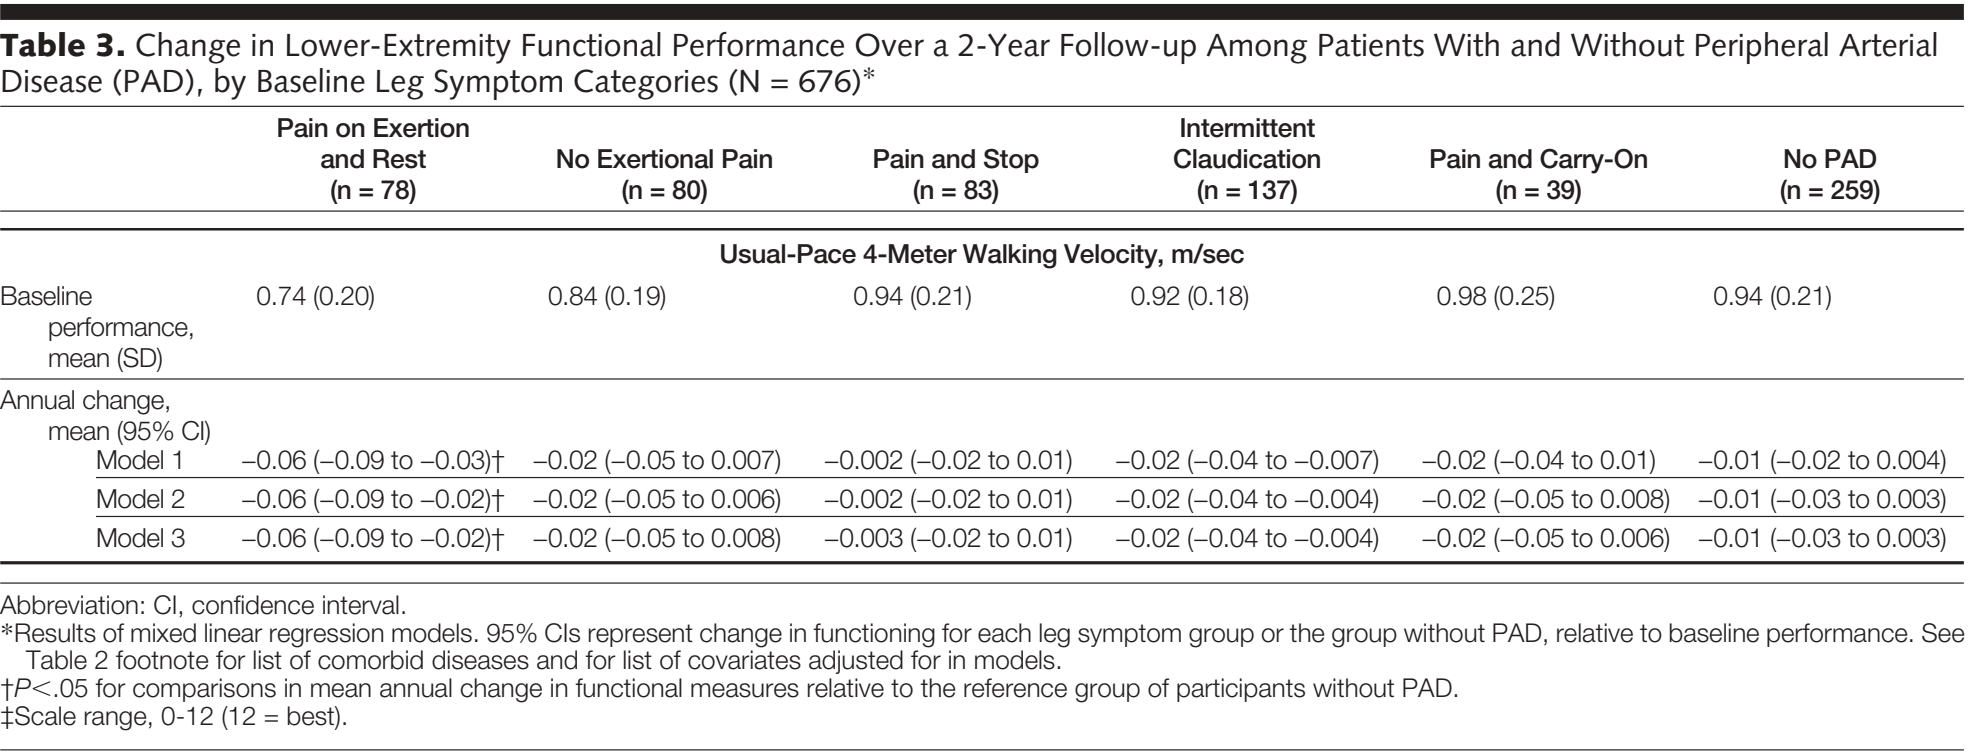 Table 3. Change in Lower-Extremity Functional Performance Over a 2-Year Follow-up Among Patients With and Without Peripheral Arterial
Disease (PAD), by Baseline Leg Symptom Categories (N = 676)*
Pain on Exertion and Rest (n = 78) No Exertional Pain (n = 80) Pain and Stop (n = 83) Intermittent Claudication (n = 137) Pain and Carry-On (n = 39) No PAD (n = 259)
Usual-Pace 4-Meter Walking Velocity, m/sec
Baseline performance, mean (SD) 0.74 (0.20) 0.84 (0.19) 0.94 (0.21) 0.92 (0.18) 0.98 (0.25) 0.94 (0.21)
Annual change,
mean (95% CI)
Model 1 −0.06 (−0.09 to −0.03)† −0.02 (−0.05 to 0.007) −0.002 (−0.02 to 0.01) −0.02 (−0.04 to −0.007) −0.02 (−0.04 to 0.01) −0.01 (−0.02 to 0.004)
Model 2 −0.06 (−0.09 to −0.02)† −0.02 (−0.05 to 0.006) −0.002 (−0.02 to 0.01) −0.02 (−0.04 to −0.004) −0.02 (−0.05 to 0.008) −0.01 (−0.03 to 0.003)
Model 3 −0.06 (−0.09 to −0.02)† −0.02 (−0.05 to 0.008) −0.003 (−0.02 to 0.01) −0.02 (−0.04 to −0.004) −0.02 (−0.05 to 0.006) −0.01 (−0.03 to 0.003)
Abbreviation: CI, confidence interval.
*Results of mixed linear regression models. 95% CIs represent change in functioning for each leg symptom group or the group without PAD, relative to baseline performance. See
Table 2 footnote for list of comorbid diseases and for list of covariates adjusted for in models.
†P<.05 for comparisons in mean annual change in functional measures relative to the reference group of participants without PAD.
‡Scale range, 0-12 (12 = best).